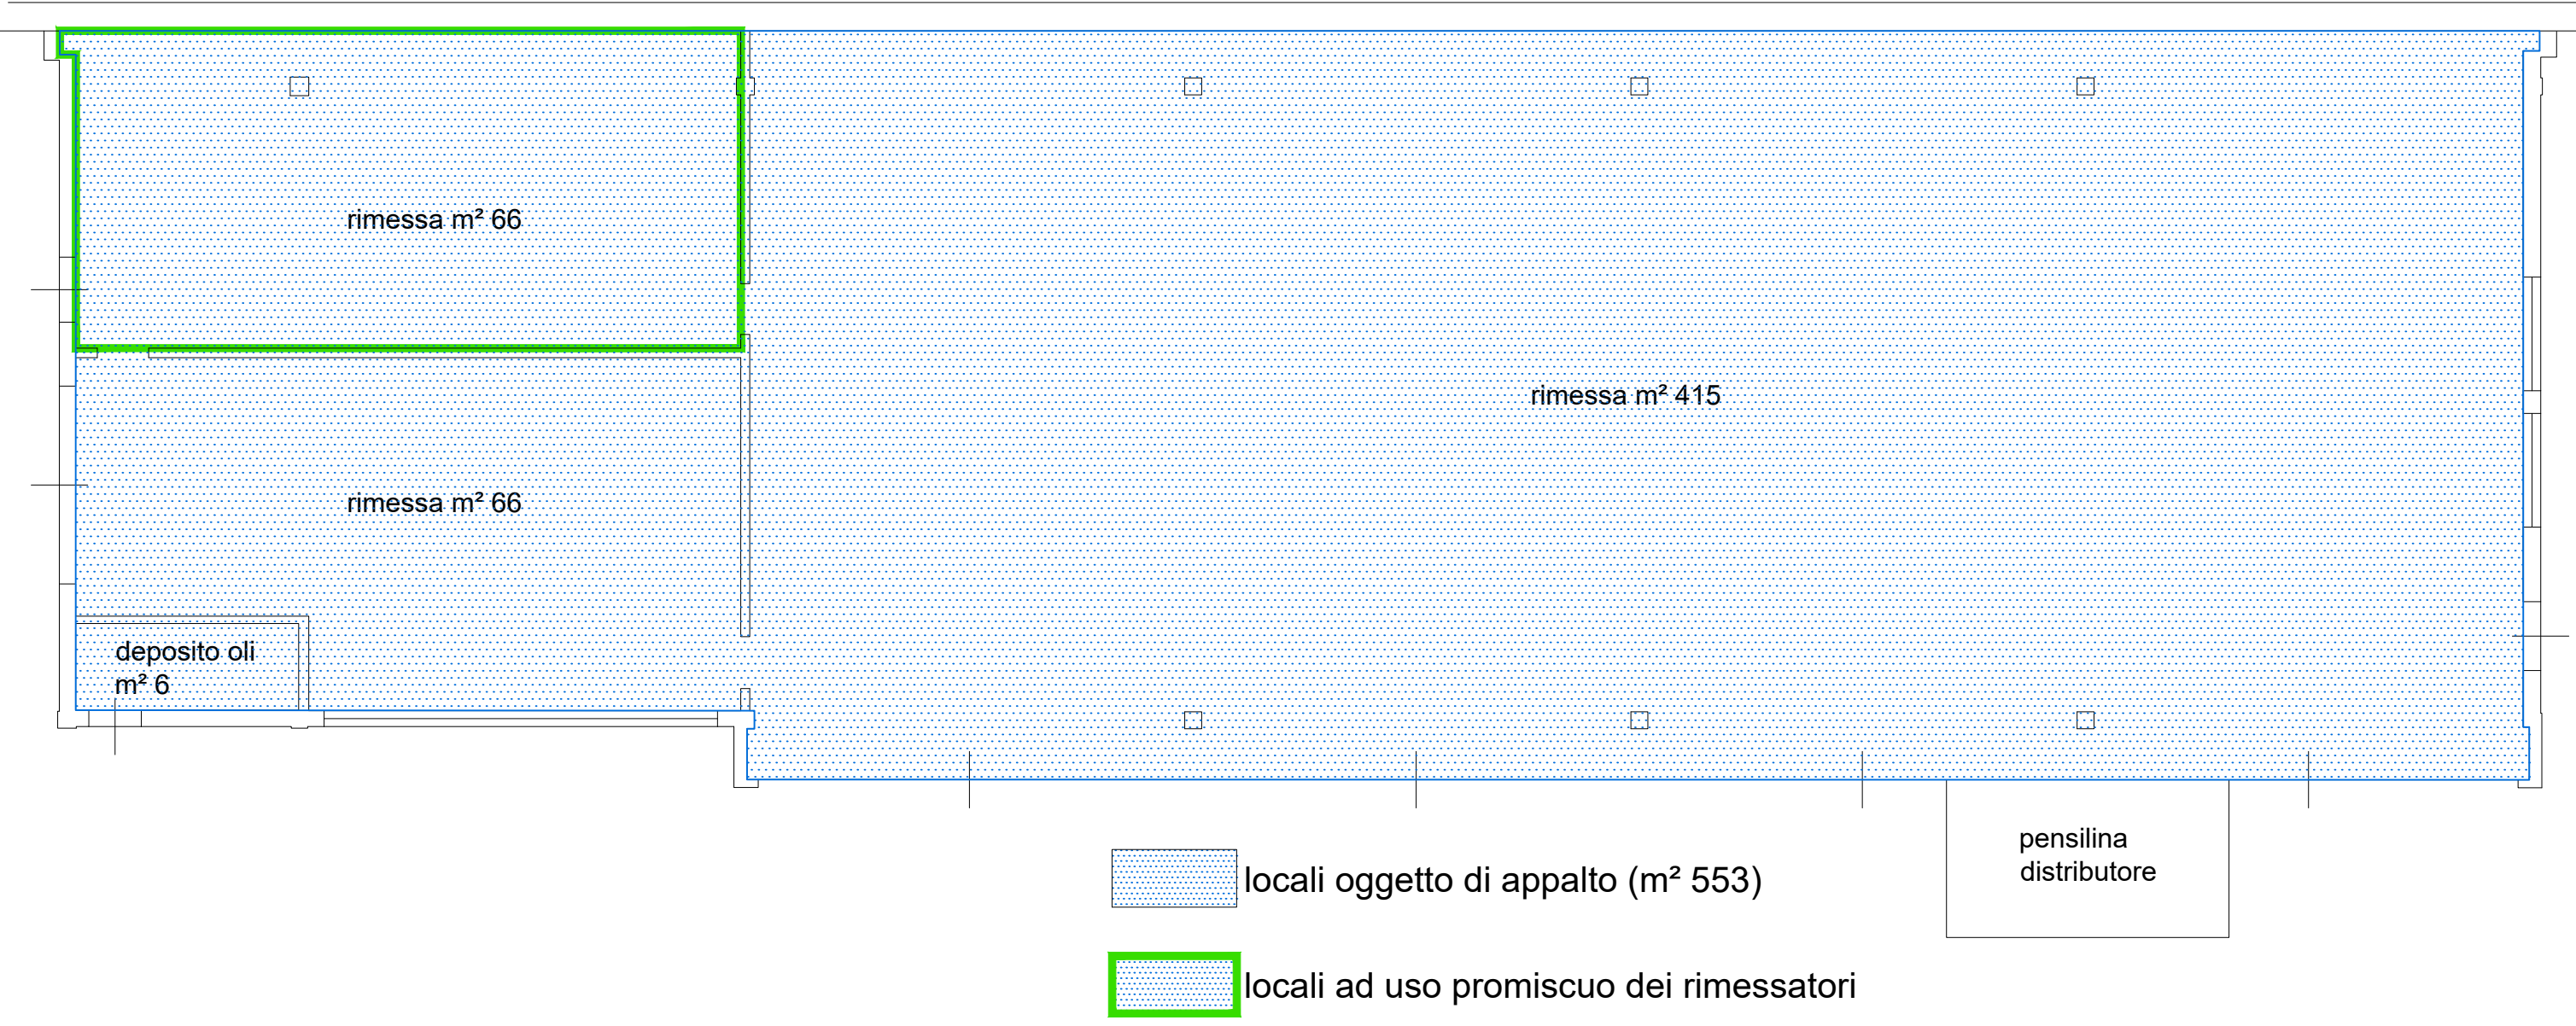 rimessa m² 66
rimessa m² 415
rimessa m² 66
deposito oli
m² 6
pensilina
distributore
locali oggetto di appalto (m² 553)
locali ad uso promiscuo dei rimessatori